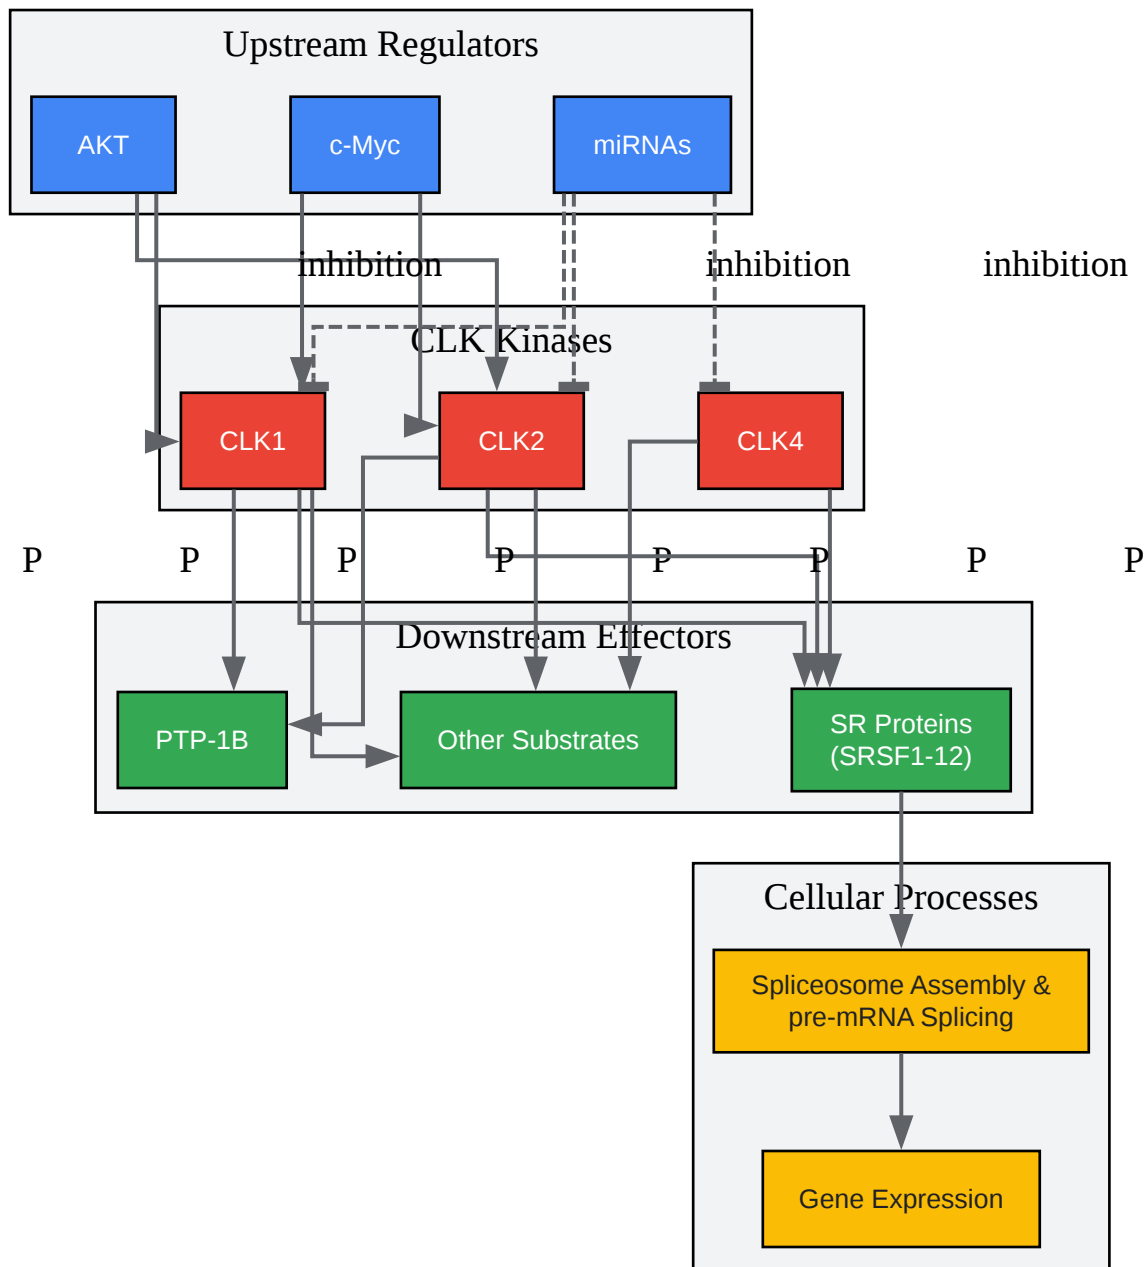 Upstream Regulators
AKT
c-Myc
miRNAs
inhibition
inhibition
inhibition
CLK Kinases
CLK1
CLK2
CLK4
P
P
P
P
P
P
P
P
Downstream Effectors
PTP-1B
Other Substrates
SR Proteins
(SRSF1-12)
Cellular Processes
Spliceosome Assembly &
pre-mRNA Splicing
Gene Expression